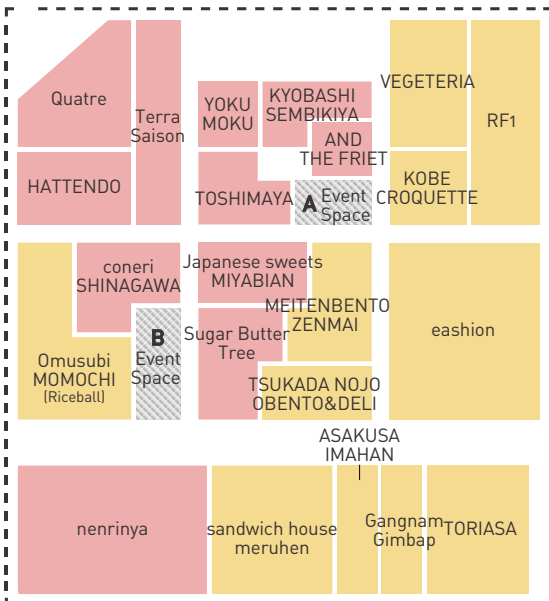 Quatre
Terra
Saison
HATTENDO
YOKU
MOKU
KYOBASHI
SEMBIKIYA
AND
THE FRIET
TOSHIMAYA
A Event
Space
VEGETERIA
RF1
KOBE
CROQUETTE
coneri
SHINAGAWA
Omusubi
MOMOCHI
(Riceball)
B
Event
Space
Japanese sweets
MIYABIAN
MEITENBENTO
ZENMAI
Sugar Butter
Tree
TSUKADA NOJO
OBENTO&DELI
eashion
ASAKUSA
IMAHAN
nenrinya
sandwich house
meruhen
Gangnam
Gimbap
TORIASA